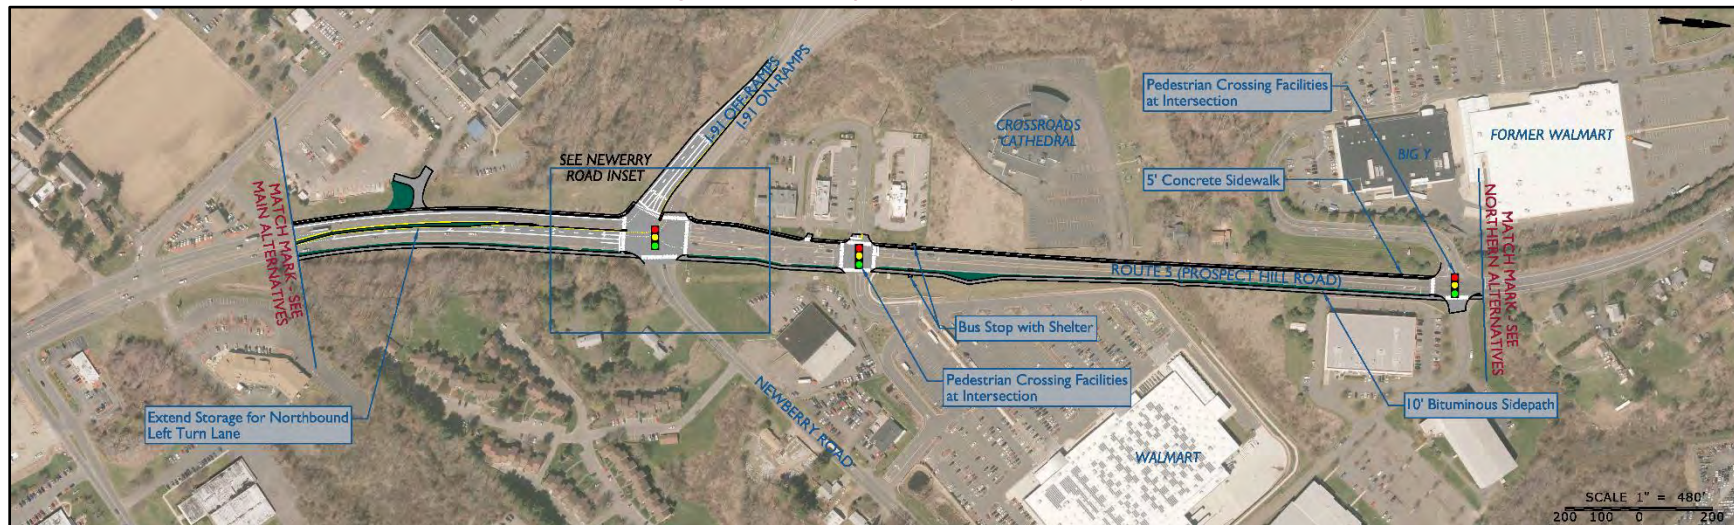 I-91 OFF-RAMPS
I-91 ON-RAMPS
Pedestrian Crossing Facilities
at Intersection
CROSSROADS
CATHEDRAL
FORMER WALMART
BIG Y
SEE NEWERRY
ROAD INSET
5' Concrete Sidewalk
MATCH MARK - SEE
MAIN ALTERNATIVES
MATCH MARK - SEE
NORTHERN ALTERNATIVES
ROUTE 5 (PROSPECT HILL ROAD)
Bus Stop with Shelter
Pedestrian Crossing Facilities
at Intersection
10' Bituminous Sidepath
Extend Storage for Northbound
Left Turn Lane
NEWBERRY ROAD
WALMART
SCALE 1" = 480'
200 100 0 200